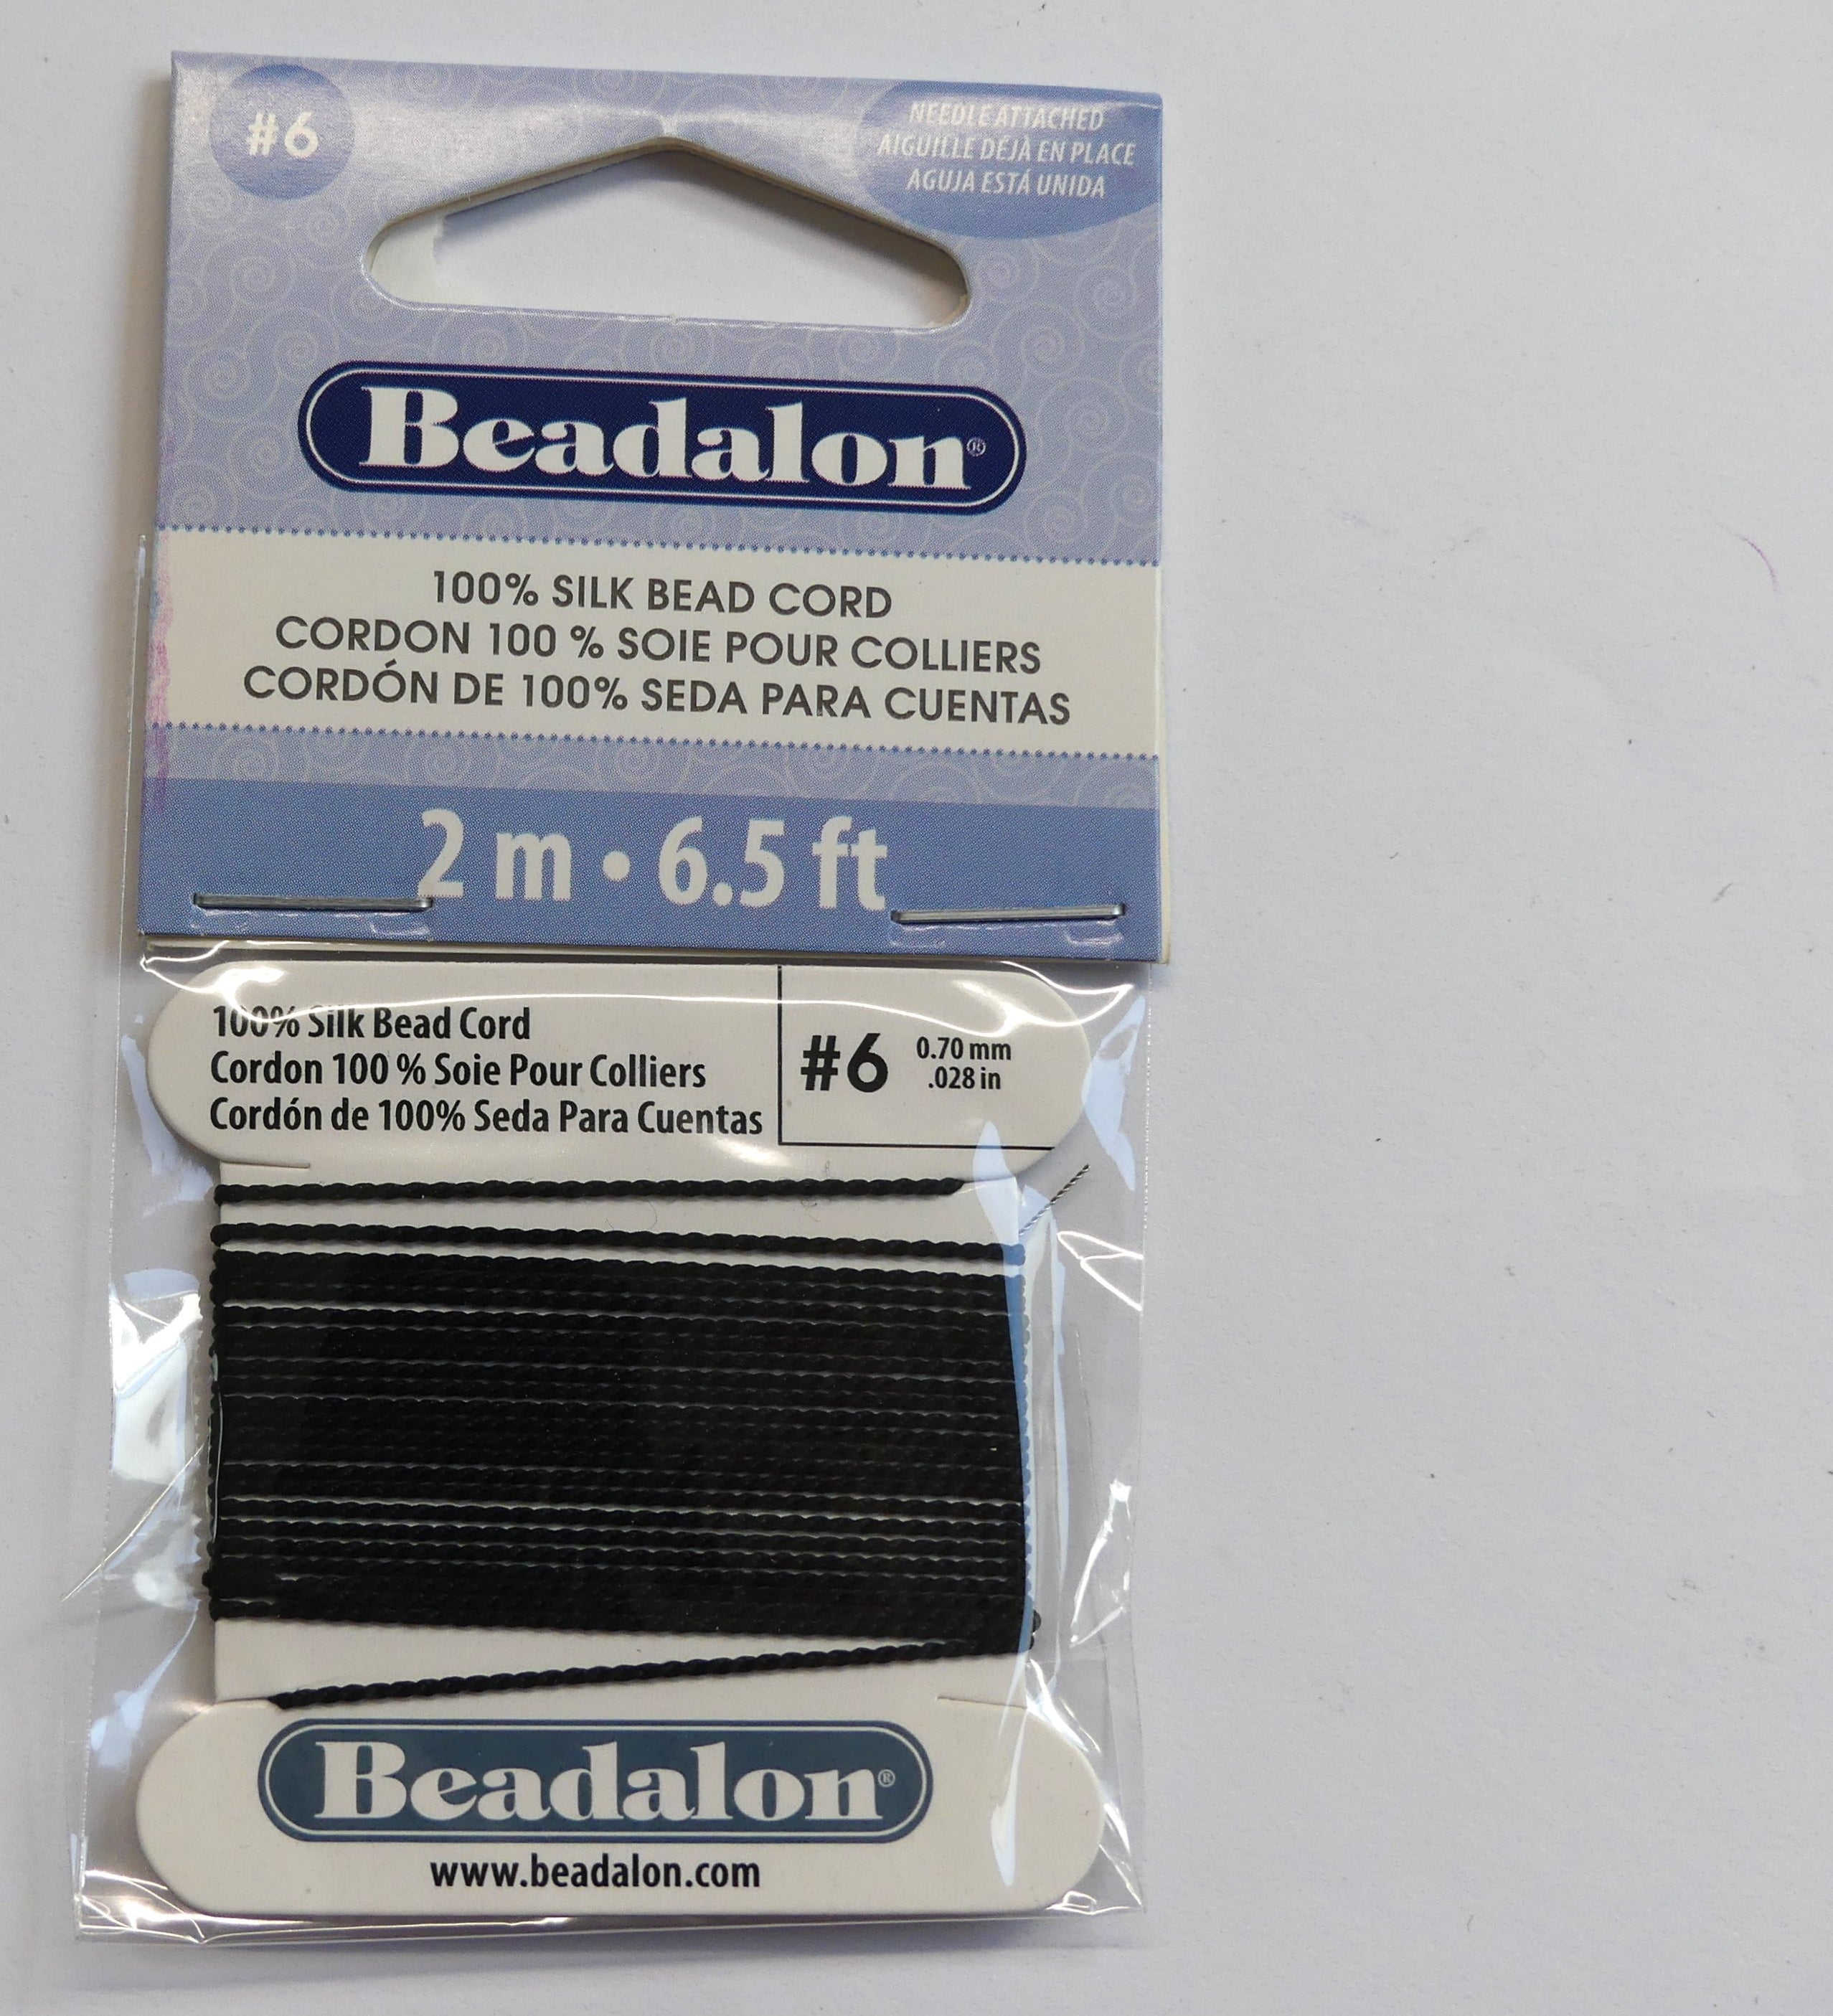 #6
NEEDLE ATTACHED
AIGUILLE DÉJÀ EN PLACE
AGUJA ESTÁ UNIDA
Beadalon®
100% SILK BEAD CORD
CORDON 100 % SOIE POUR COLLIERS
CORDÓN DE 100% SEDA PARA CUENTAS
2 m • 6.5 ft
100% Silk Bead Cord
Cordon 100 % Soie Pour Colliers
Cordón de 100% Seda Para Cuentas
#6
0.70 mm
.028 in
Beadalon®
www.beadalon.com